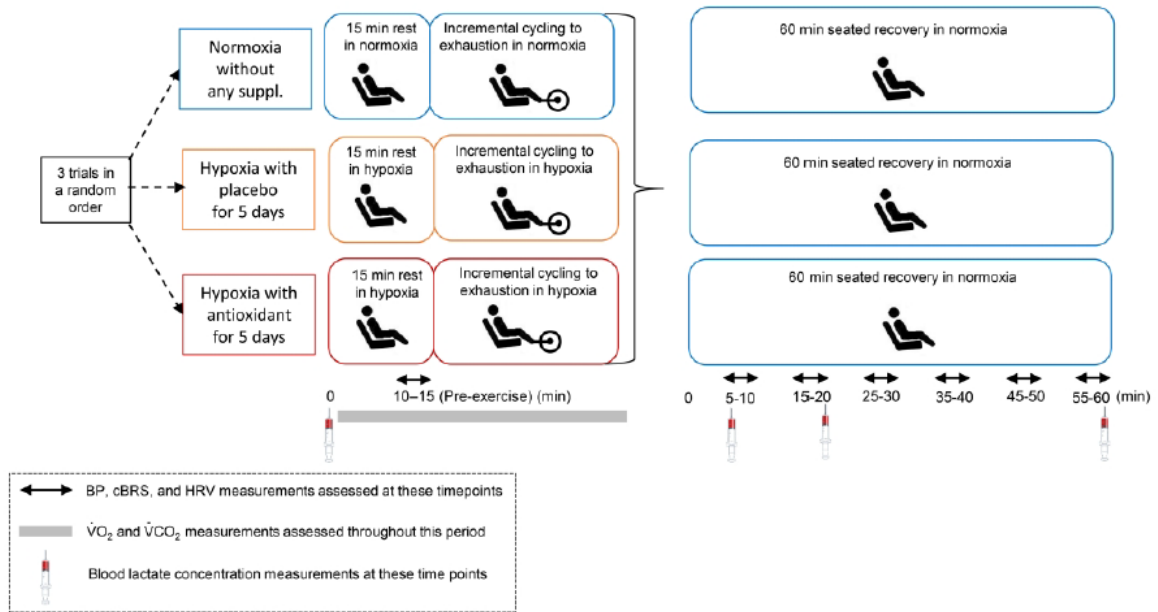 3 trials in
a random
order
Normoxia
without
any suppl.
15 min rest
in normoxia
Incremental cycling to
exhaustion in normoxia
60 min seated recovery in normoxia
Hypoxia with
placebo
for 5 days
15 min rest
in hypoxia
Incremental cycling to
exhaustion in hypoxia
60 min seated recovery in normoxia
Hypoxia with
antioxidant
for 5 days
15 min rest
in hypoxia
Incremental cycling to
exhaustion in hypoxia
60 min seated recovery in normoxia
0 10–15 (Pre-exercise) (min)
0 5-10 15-20 25-30 35-40 45-50 55-60 (min)
BP, cBRS, and HRV measurements assessed at these timepoints
V̇O₂ and V̇CO₂ measurements assessed throughout this period
Blood lactate concentration measurements at these time points